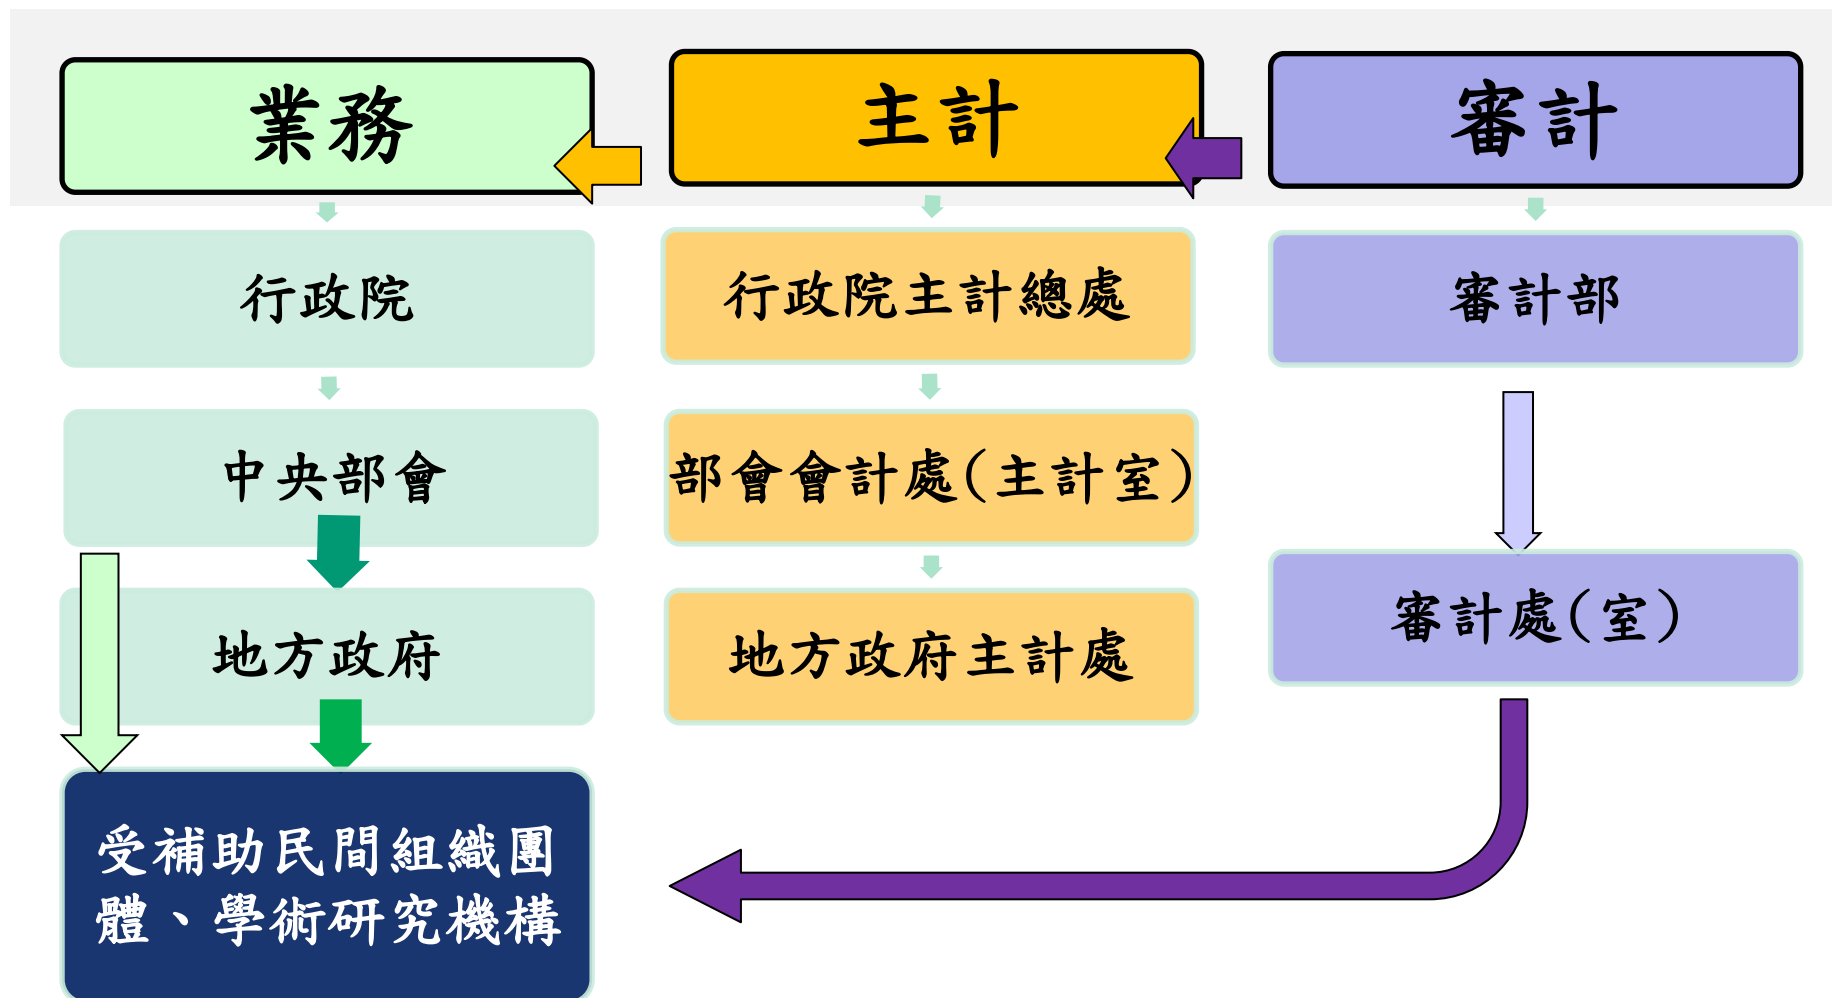 業務
主計
審計
行政院
行政院主計總處
審計部
中央部會
部會會計處(主計室)
審計處(室)
地方政府
地方政府主計處
受補助民間組織團
體、學術研究機構